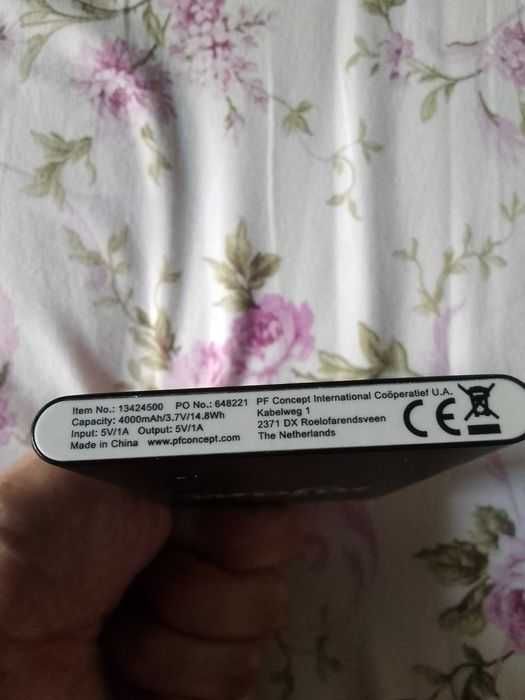 Item No.: 13424500 PO No.: 648221
Capacity: 4000mAh/3.7V/14.8Wh
Input: 5V/1A Output: 5V/1A
Made in China www.pfconcept.com
PF Concept International Coöperatief U.A.
Kabelweg 1
2371 DX Roelofarendsveen
The Netherlands
CE